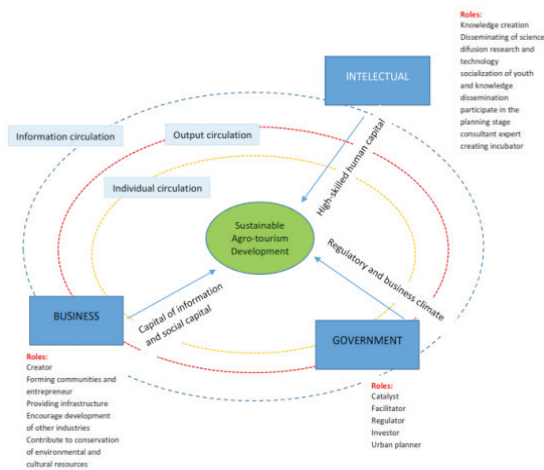 Roles:
Knowledge creation
Disseminating of science
difusion research and
technology
socialization of youth
and knowledge
dissemination
participate in the
planning stage
consultant expert
creating incubator
INTELECTUAL
Information circulation
Output circulation
Individual circulation
High-skilled human capital
Sustainable
Agro-tourism
Development
Regulatory and business climate
BUSINESS
Capital of information
and social capital
GOVERNMENT
Roles:
Creator
Forming communities and
entrepreneur
Providing infrastructure
Encourage development
of other industries
Contribute to conservation
of environmental and
cultural resources
Roles:
Catalyst
Facilitator
Regulator
Investor
Urban planner